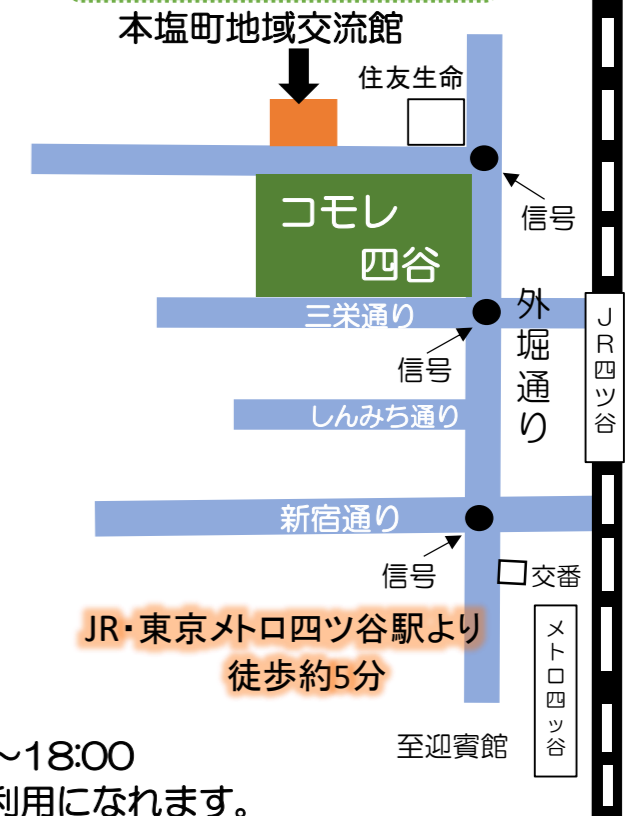 本塩町地域交流館
住友生命
信号
コモレ
四谷
三栄通り
外堀通り
JR四ツ谷
信号
しんみち通り
新宿通り
信号
交番
JR・東京メトロ四ツ谷駅より
徒歩約5分
メトロ四ッ谷
至迎賓館
~18:00
利用になれます。